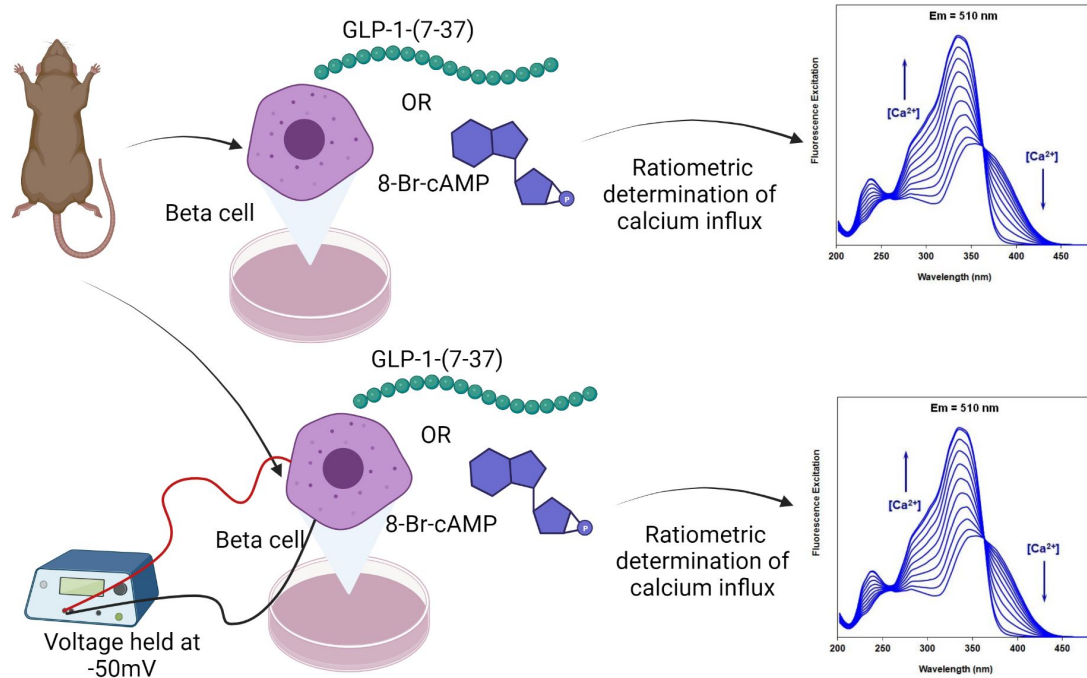 GLP-1-(7-37)
OR
8-Br-cAMP
P
Beta cell
Ratiometric
determination of
calcium influx
Em = 510 nm
Fluorescence Excitation
[Ca²⁺]
[Ca²⁺]
200 250 300 350 400 450
Wavelength (nm)
GLP-1-(7-37)
OR
8-Br-cAMP
P
Beta cell
Voltage held at
-50mV
Ratiometric
determination of
calcium influx
Em = 510 nm
Fluorescence Excitation
[Ca²⁺]
[Ca²⁺]
200 250 300 350 400 450
Wavelength (nm)